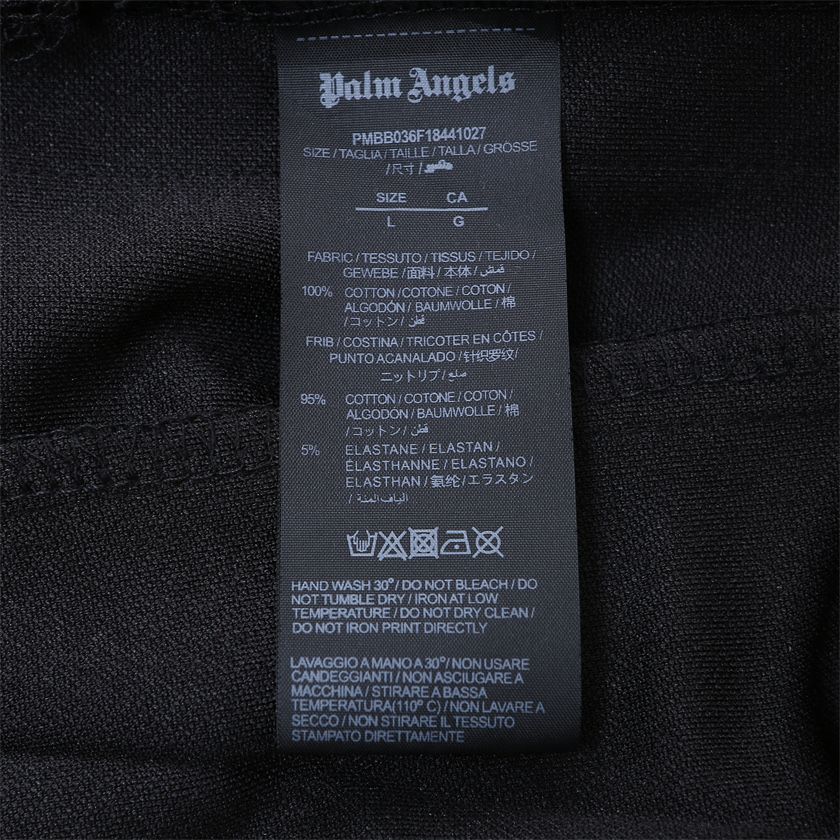 Palm Angels
PMBB036F18441027
SIZE / TAGLIA / TAILLE / TALLA / GRÖSSE
/ 尺寸 /
SIZE CA
L G
FABRIC / TESSUTO / TISSUS / TEJIDO /
GEWEBE / 面料 / 本体 / قمش
100% COTTON / COTONE / COTON /
ALGODÓN / BAUMWOLLE / 棉
/ コットン / قطن
FRIB / COSTINA / TRICOTER EN CÔTES /
PUNTO ACANALADO / 针织罗纹 /
ニットリブ / ضلع
95% COTTON / COTONE / COTON /
ALGODÓN / BAUMWOLLE / 棉
/ コットン / قطن
5% ELASTANE / ELASTAN /
ÉLASTHANNE / ELASTANO /
ELASTHAN / 氨纶 / エラスタン
/ الياف المنة
HAND WASH 30° / DO NOT BLEACH / DO
NOT TUMBLE DRY / IRON AT LOW
TEMPERATURE / DO NOT DRY CLEAN /
DO NOT IRON PRINT DIRECTLY
LAVAGGIO A MANO A 30° / NON USARE
CANDEGGIANTI / NON ASCIUGARE A
MACCHINA / STIRARE A BASSA
TEMPERATURA(110° C) / NON LAVARE A
SECCO / NON STIRARE IL TESSUTO
STAMPATO DIRETTAMENTE